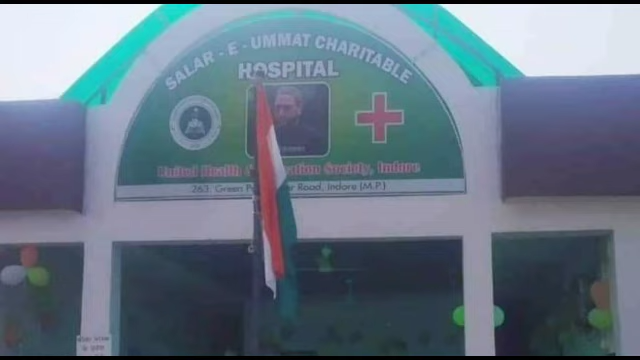 SALAR - E - UMMAT CHARITABLE
HOSPITAL
United Health Society, Indore
263, Green Road, Indore (M.P.)